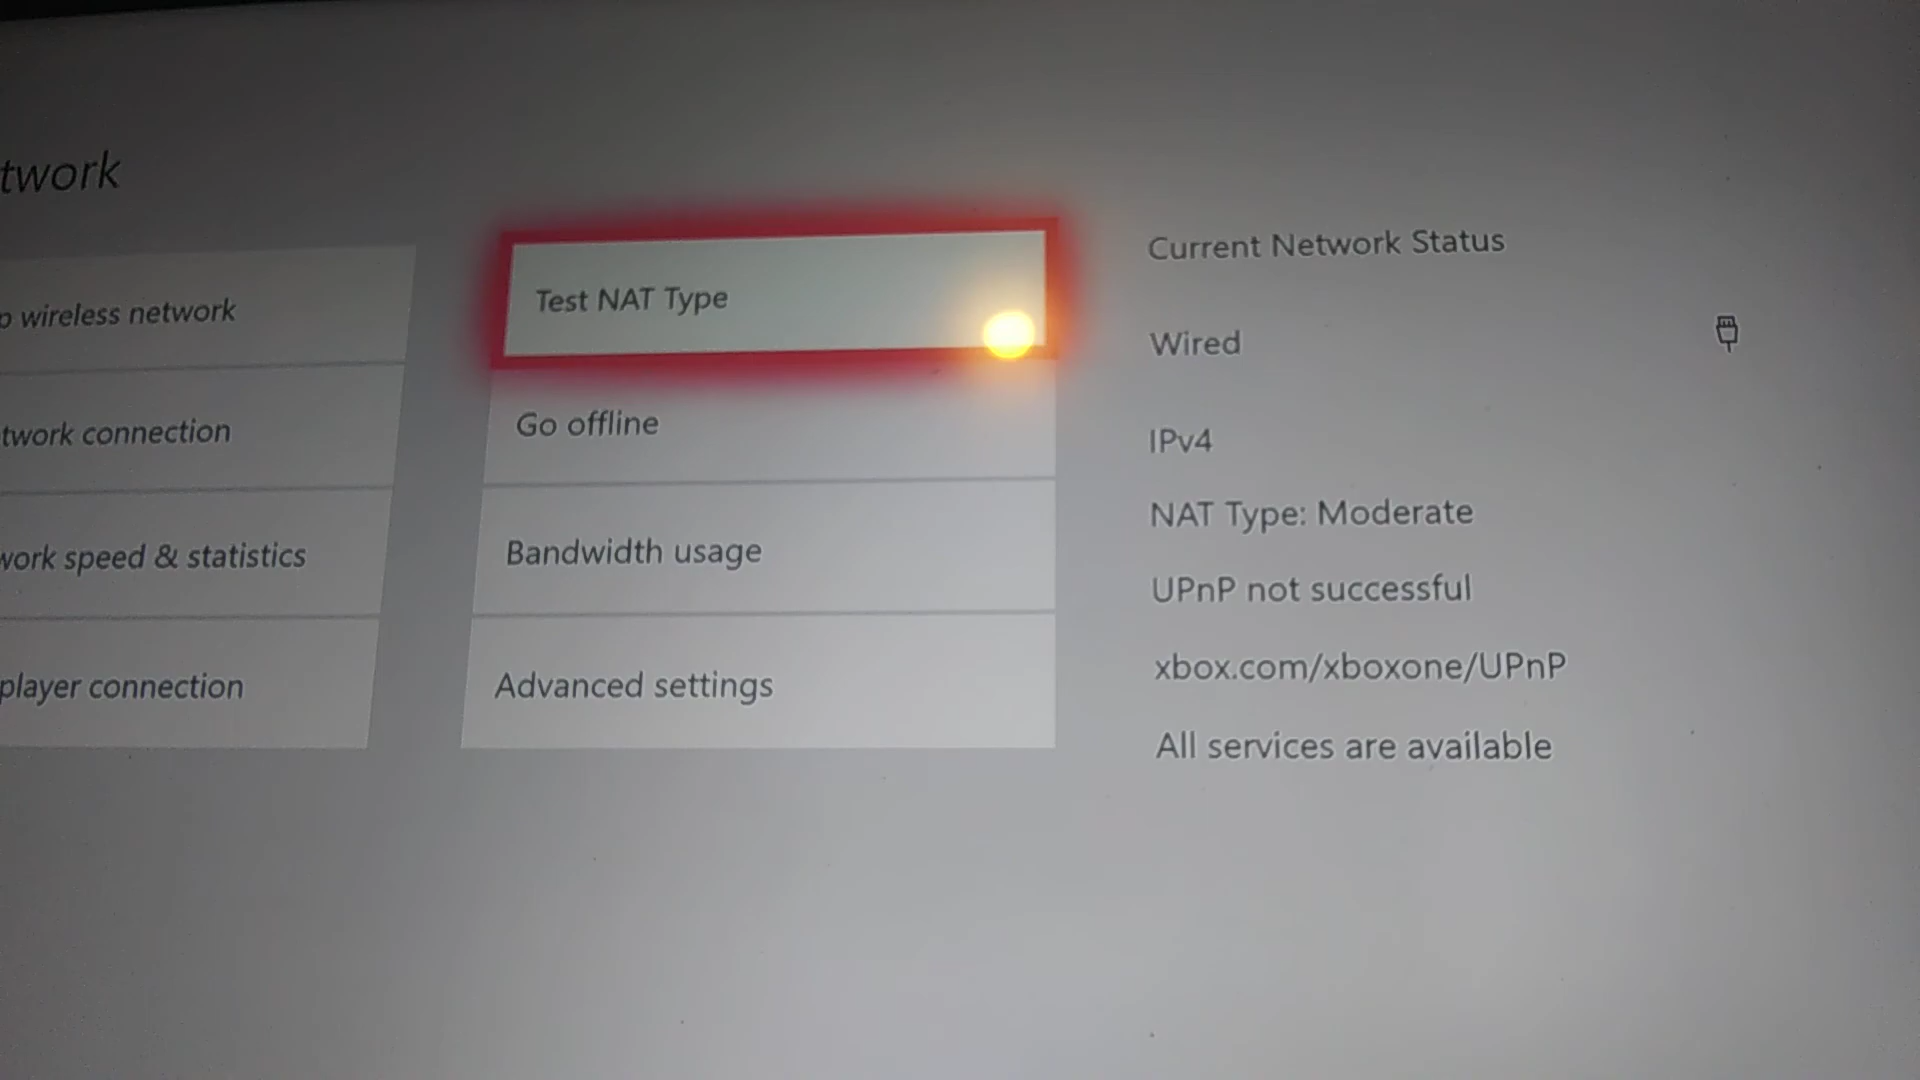 twork
wireless network
twork connection
work speed & statistics
player connection
Test NAT Type
Go offline
Bandwidth usage
Advanced settings
Current Network Status
Wired
IPv4
NAT Type: Moderate
UPnP not successful
xbox.com/xboxone/UPnP
All services are available